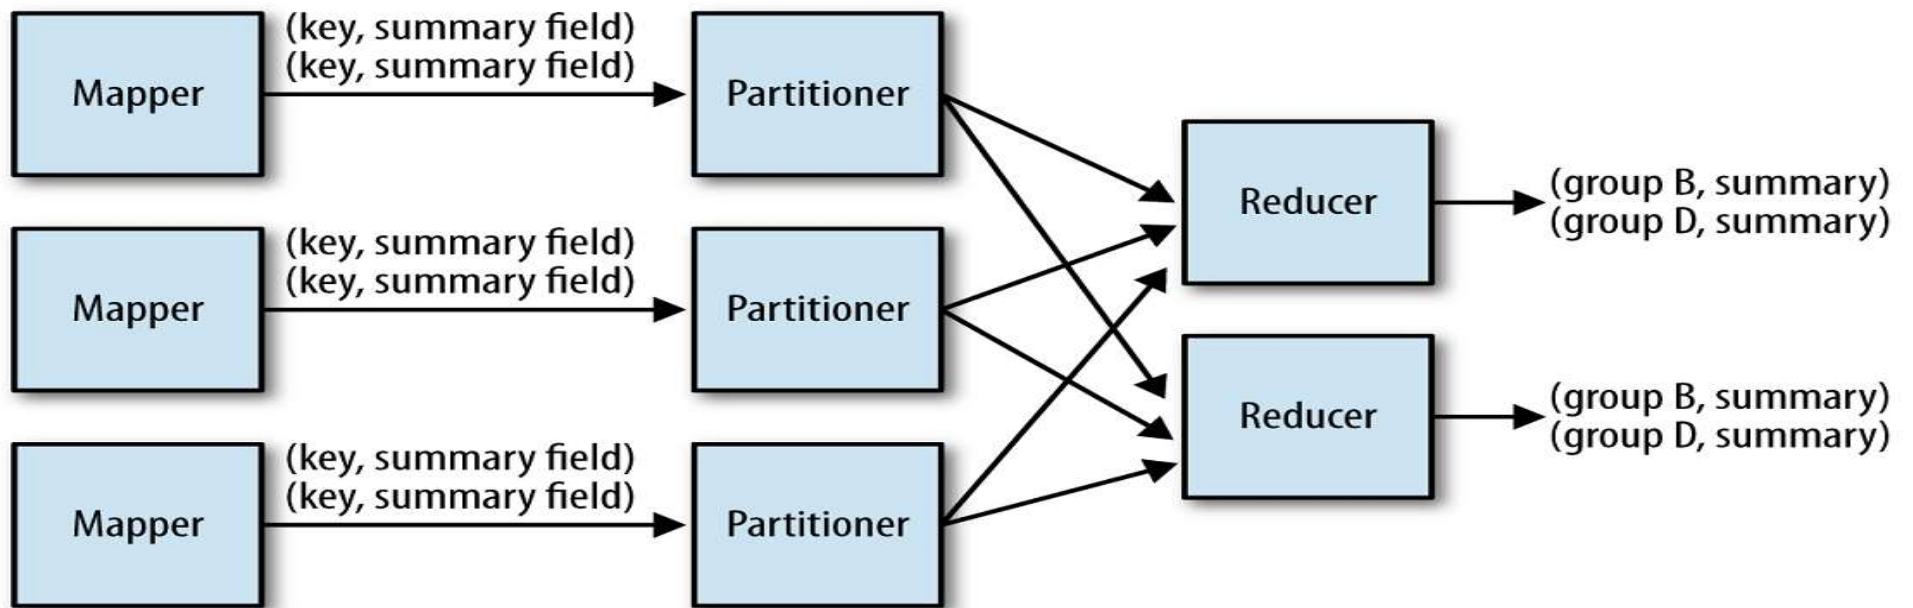 (key, summary field)
(key, summary field)
Mapper
Partitioner
(key, summary field)
(key, summary field)
Mapper
Partitioner
(key, summary field)
(key, summary field)
Mapper
Partitioner
Reducer
(group B, summary)
(group D, summary)
Reducer
(group B, summary)
(group D, summary)